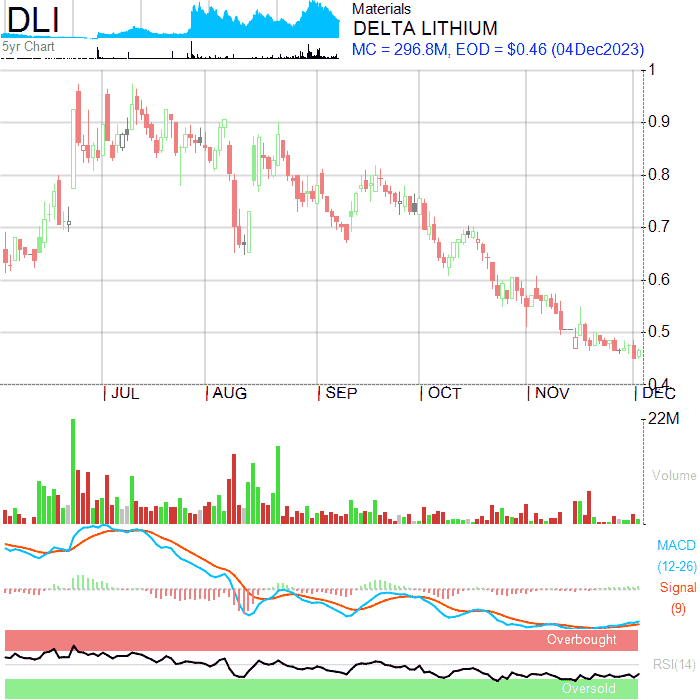 DLI
5yr Chart
Materials
DELTA LITHIUM
MC = 296.8M, EOD = $0.46 (04Dec2023)
1
0.9
0.8
0.7
0.6
0.5
0.4
JUL AUG SEP OCT NOV DEC
22M
Volume
MACD
(12-26)
Signal
(9)
Overbought
RSI(14)
Oversold